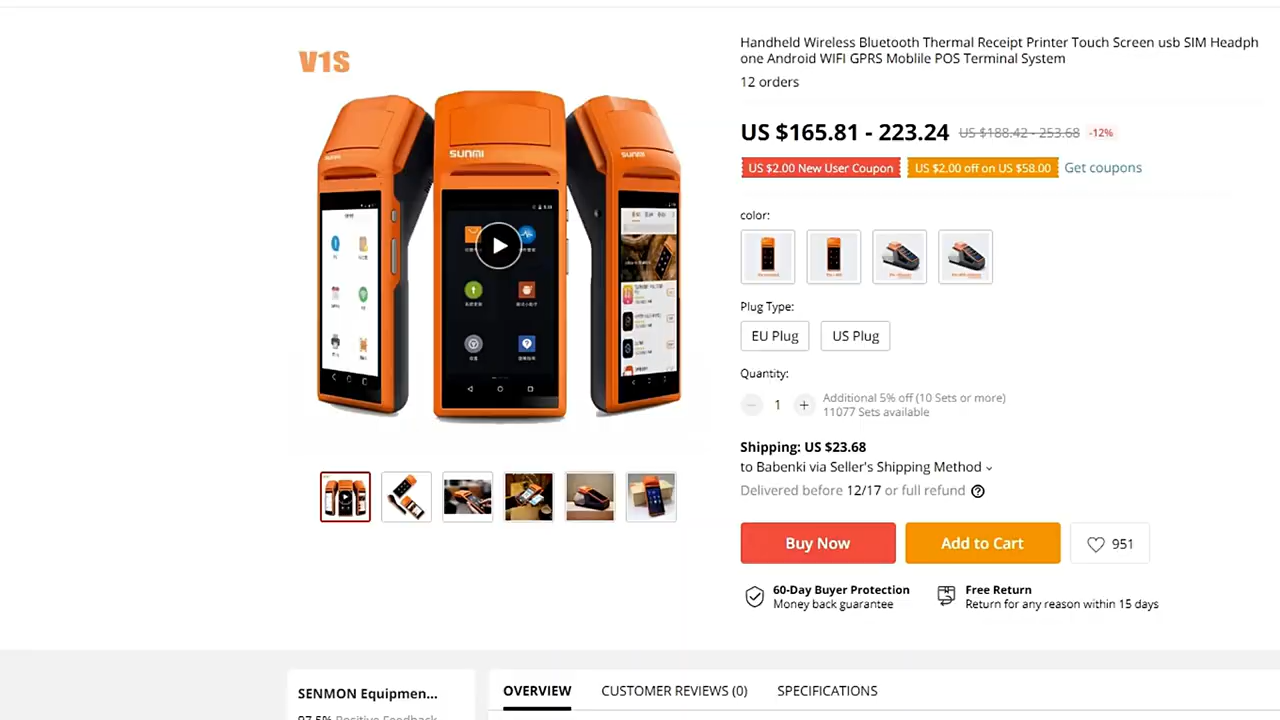 V1S
SUNMI
SUNMI
SUNMI
Handheld Wireless Bluetooth Thermal Receipt Printer Touch Screen usb SIM Headph
one Android WIFI GPRS Moblile POS Terminal System
12 orders
US $165.81 - 223.24 US $188.42 - 253.68 -12%
US $2.00 New User Coupon US $2.00 off on US $58.00 Get coupons
color:
Plug Type:
EU Plug US Plug
Quantity:
1 Additional 5% off (10 Sets or more)
11077 Sets available
Shipping: US $23.68
to Babenki via Seller's Shipping Method
Delivered before 12/17 or full refund
Buy Now Add to Cart 951
60-Day Buyer Protection
Money back guarantee
Free Return
Return for any reason within 15 days
SENMON Equipmen...
97.5% Positive Feedback
OVERVIEW CUSTOMER REVIEWS (0) SPECIFICATIONS